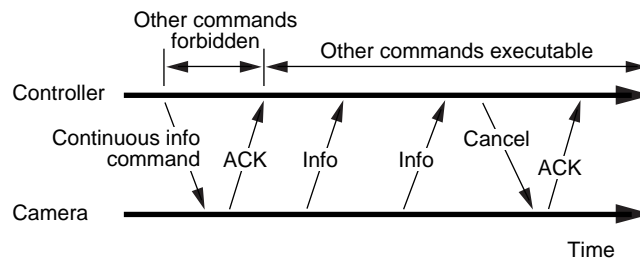 Other commands
forbidden
Other commands executable
Controller
Continuous info
command
ACK
Info
Info
Cancel
ACK
Camera
Time